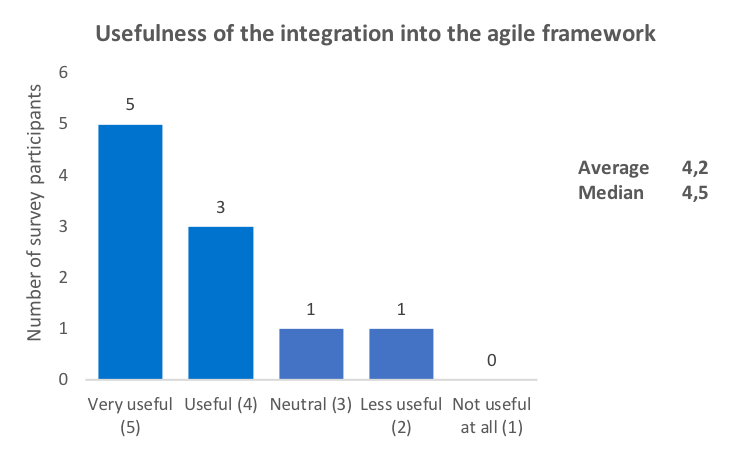 Usefulness of the integration into the agile framework
Number of survey participants
6
5
4
3
2
1
0
5
3
1
1
0
Very useful
(5)
Useful (4)
Neutral (3)
Less useful
(2)
Not useful
at all (1)
Average 4,2
Median 4,5